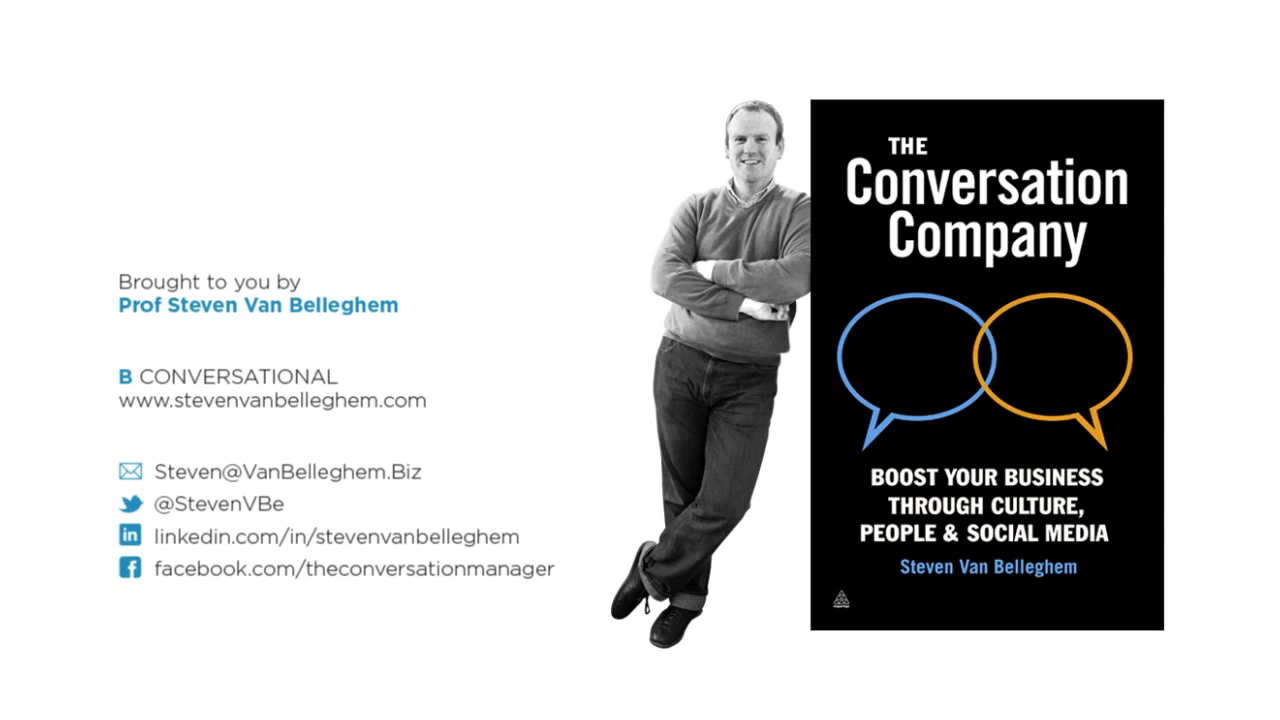 Brought to you by
Prof Steven Van Belleghem
B CONVERSATIONAL
www.stevenvanbelleghem.com
Steven@VanBelleghem.Biz
@StevenVBe
linkedin.com/in/stevenvanbelleghem
facebook.com/theconversationmanager
THE
Conversation
Company
BOOST YOUR BUSINESS
THROUGH CULTURE,
PEOPLE & SOCIAL MEDIA
Steven Van Belleghem